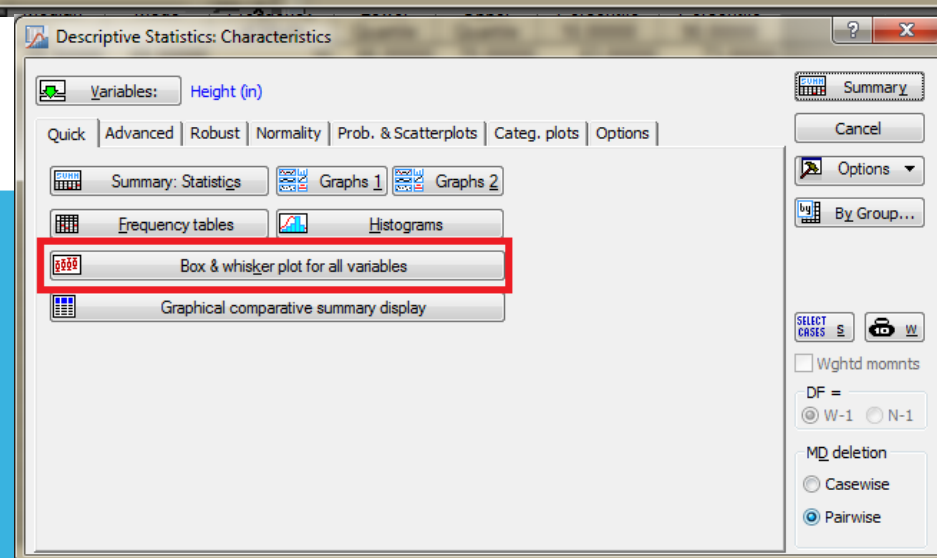 Descriptive Statistics: Characteristics
Variables: Height (in)
Quick Advanced Robust Normality Prob. & Scatterplots Categ. plots Options
Summary: Statistics Graphs 1 Graphs 2
Frequency tables Histograms
Box & whisker plot for all variables
Graphical comparative summary display
Summary
Cancel
Options
By Group...
SELECT CASES S W
Wghtd momnts
DF =
W-1 N-1
MD deletion
Casewise
Pairwise